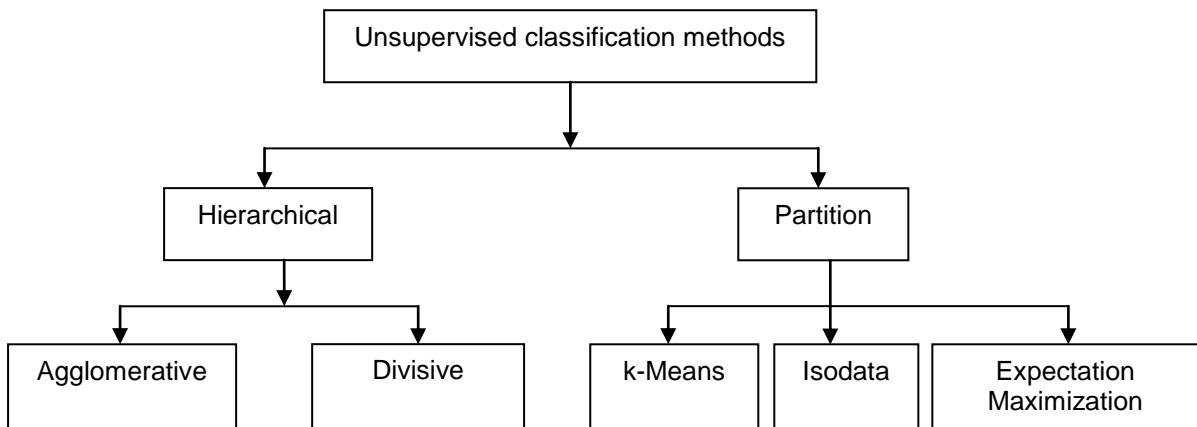 Unsupervised classification methods
Hierarchical
Partition
Agglomerative
Divisive
k-Means
Isodata
Expectation
Maximization